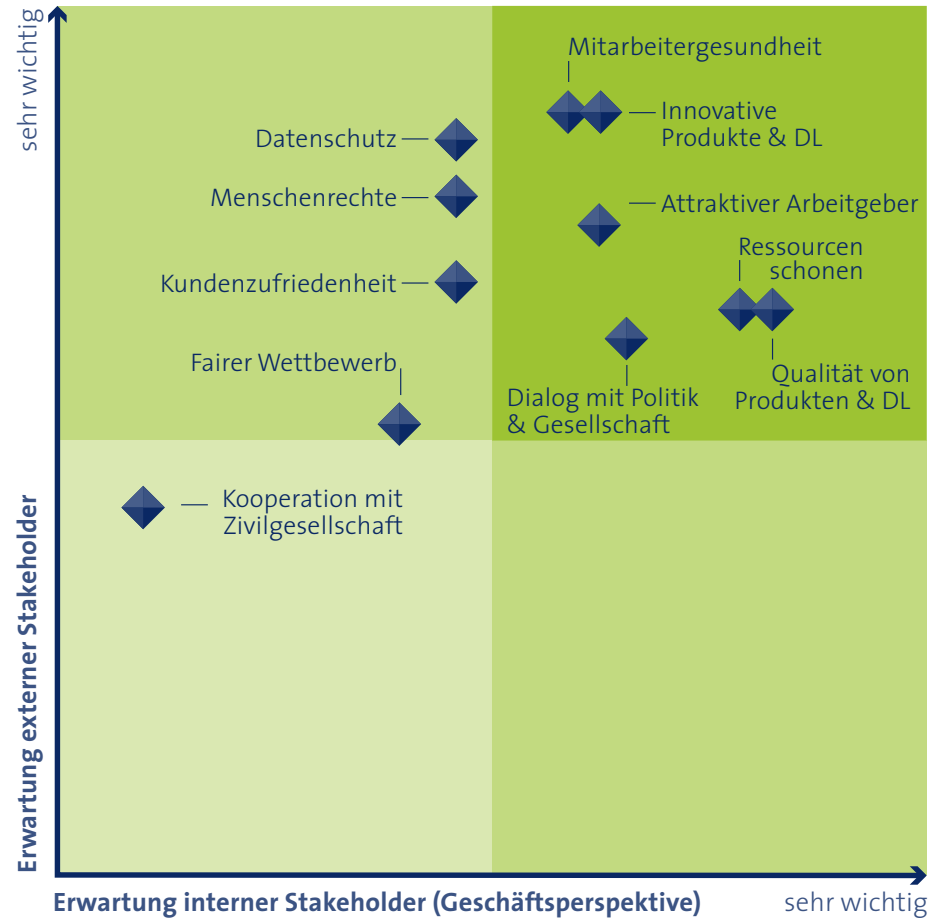 sehr wichtig
Mitarbeitergesundheit
Innovative
Produkte & DL
Datenschutz
Menschenrechte
Attraktiver Arbeitgeber
Ressourcen
schonen
Kundenzufriedenheit
Fairer Wettbewerb
Qualität von
Produkten & DL
Dialog mit Politik
& Gesellschaft
Kooperation mit
Zivilgesellschaft
Erwartung externer Stakeholder
Erwartung interner Stakeholder (Geschäftsperspektive)
sehr wichtig